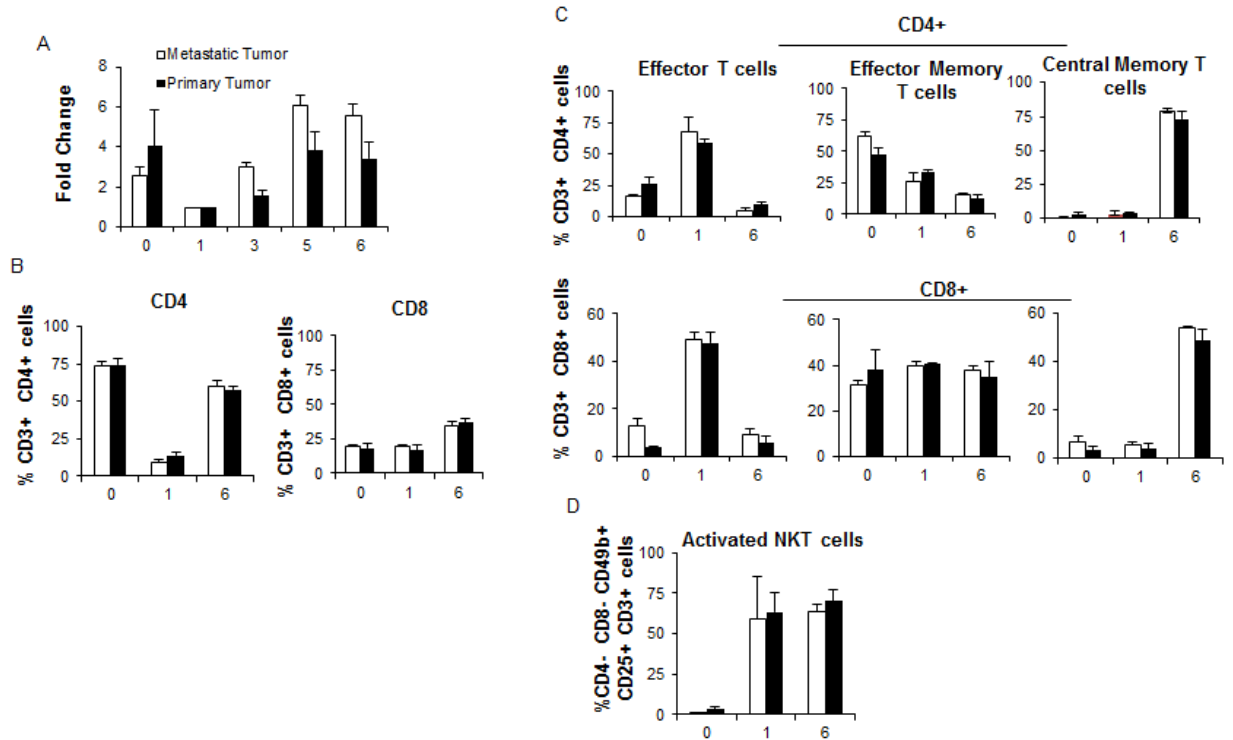 A
Metastatic Tumor
Primary Tumor
Fold Change
8
6
4
2
0
0 1 3 5 6
B
CD4
% CD3+ CD4+ cells
100
75
50
25
0
0 1 6
CD8
% CD3+ CD8+ cells
100
75
50
25
0
0 1 6
C
CD4+
Effector T cells
% CD3+ CD4+ cells
100
75
50
25
0
0 1 6
Effector Memory
T cells
100
75
50
25
0
0 1 6
Central Memory T
cells
100
75
50
25
0
0 1 6
CD8+
% CD3+ CD8+ cells
60
40
20
0
0 1 6
60
40
20
0
0 1 6
60
40
20
0
0 1 6
D
Activated NKT cells
%CD4- CD8- CD49b+
CD25+ CD3+ cells
100
75
50
25
0
0 1 6